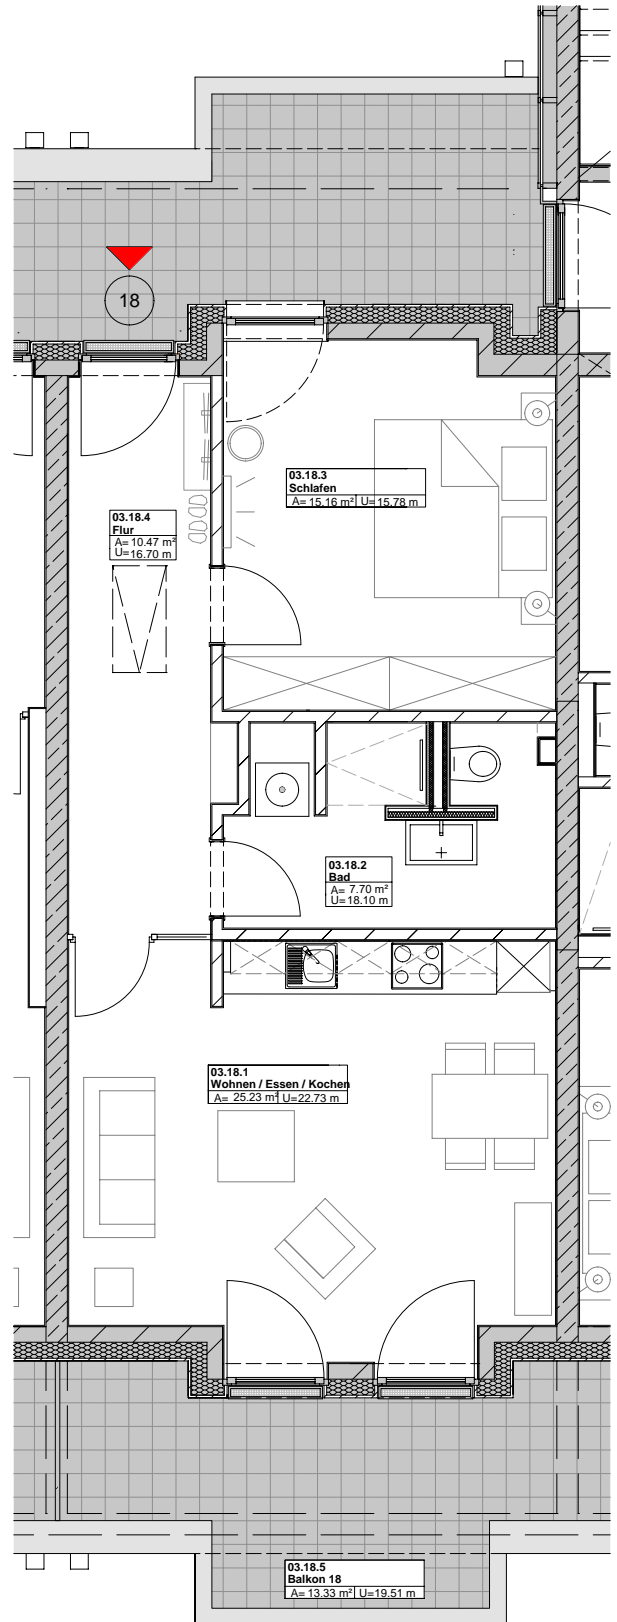 18
03.18.3
Schlafen
A= 15.16 m² U=15.78 m
03.18.4
Flur
A= 10.47 m²
U=16.70 m
03.18.2
Bad
A= 7.70 m²
U=18.10 m
03.18.1
Wohnen / Essen / Kochen
A= 25.23 m² U=22.73 m
03.18.5
Balkon 18
A= 13.33 m² U=19.51 m